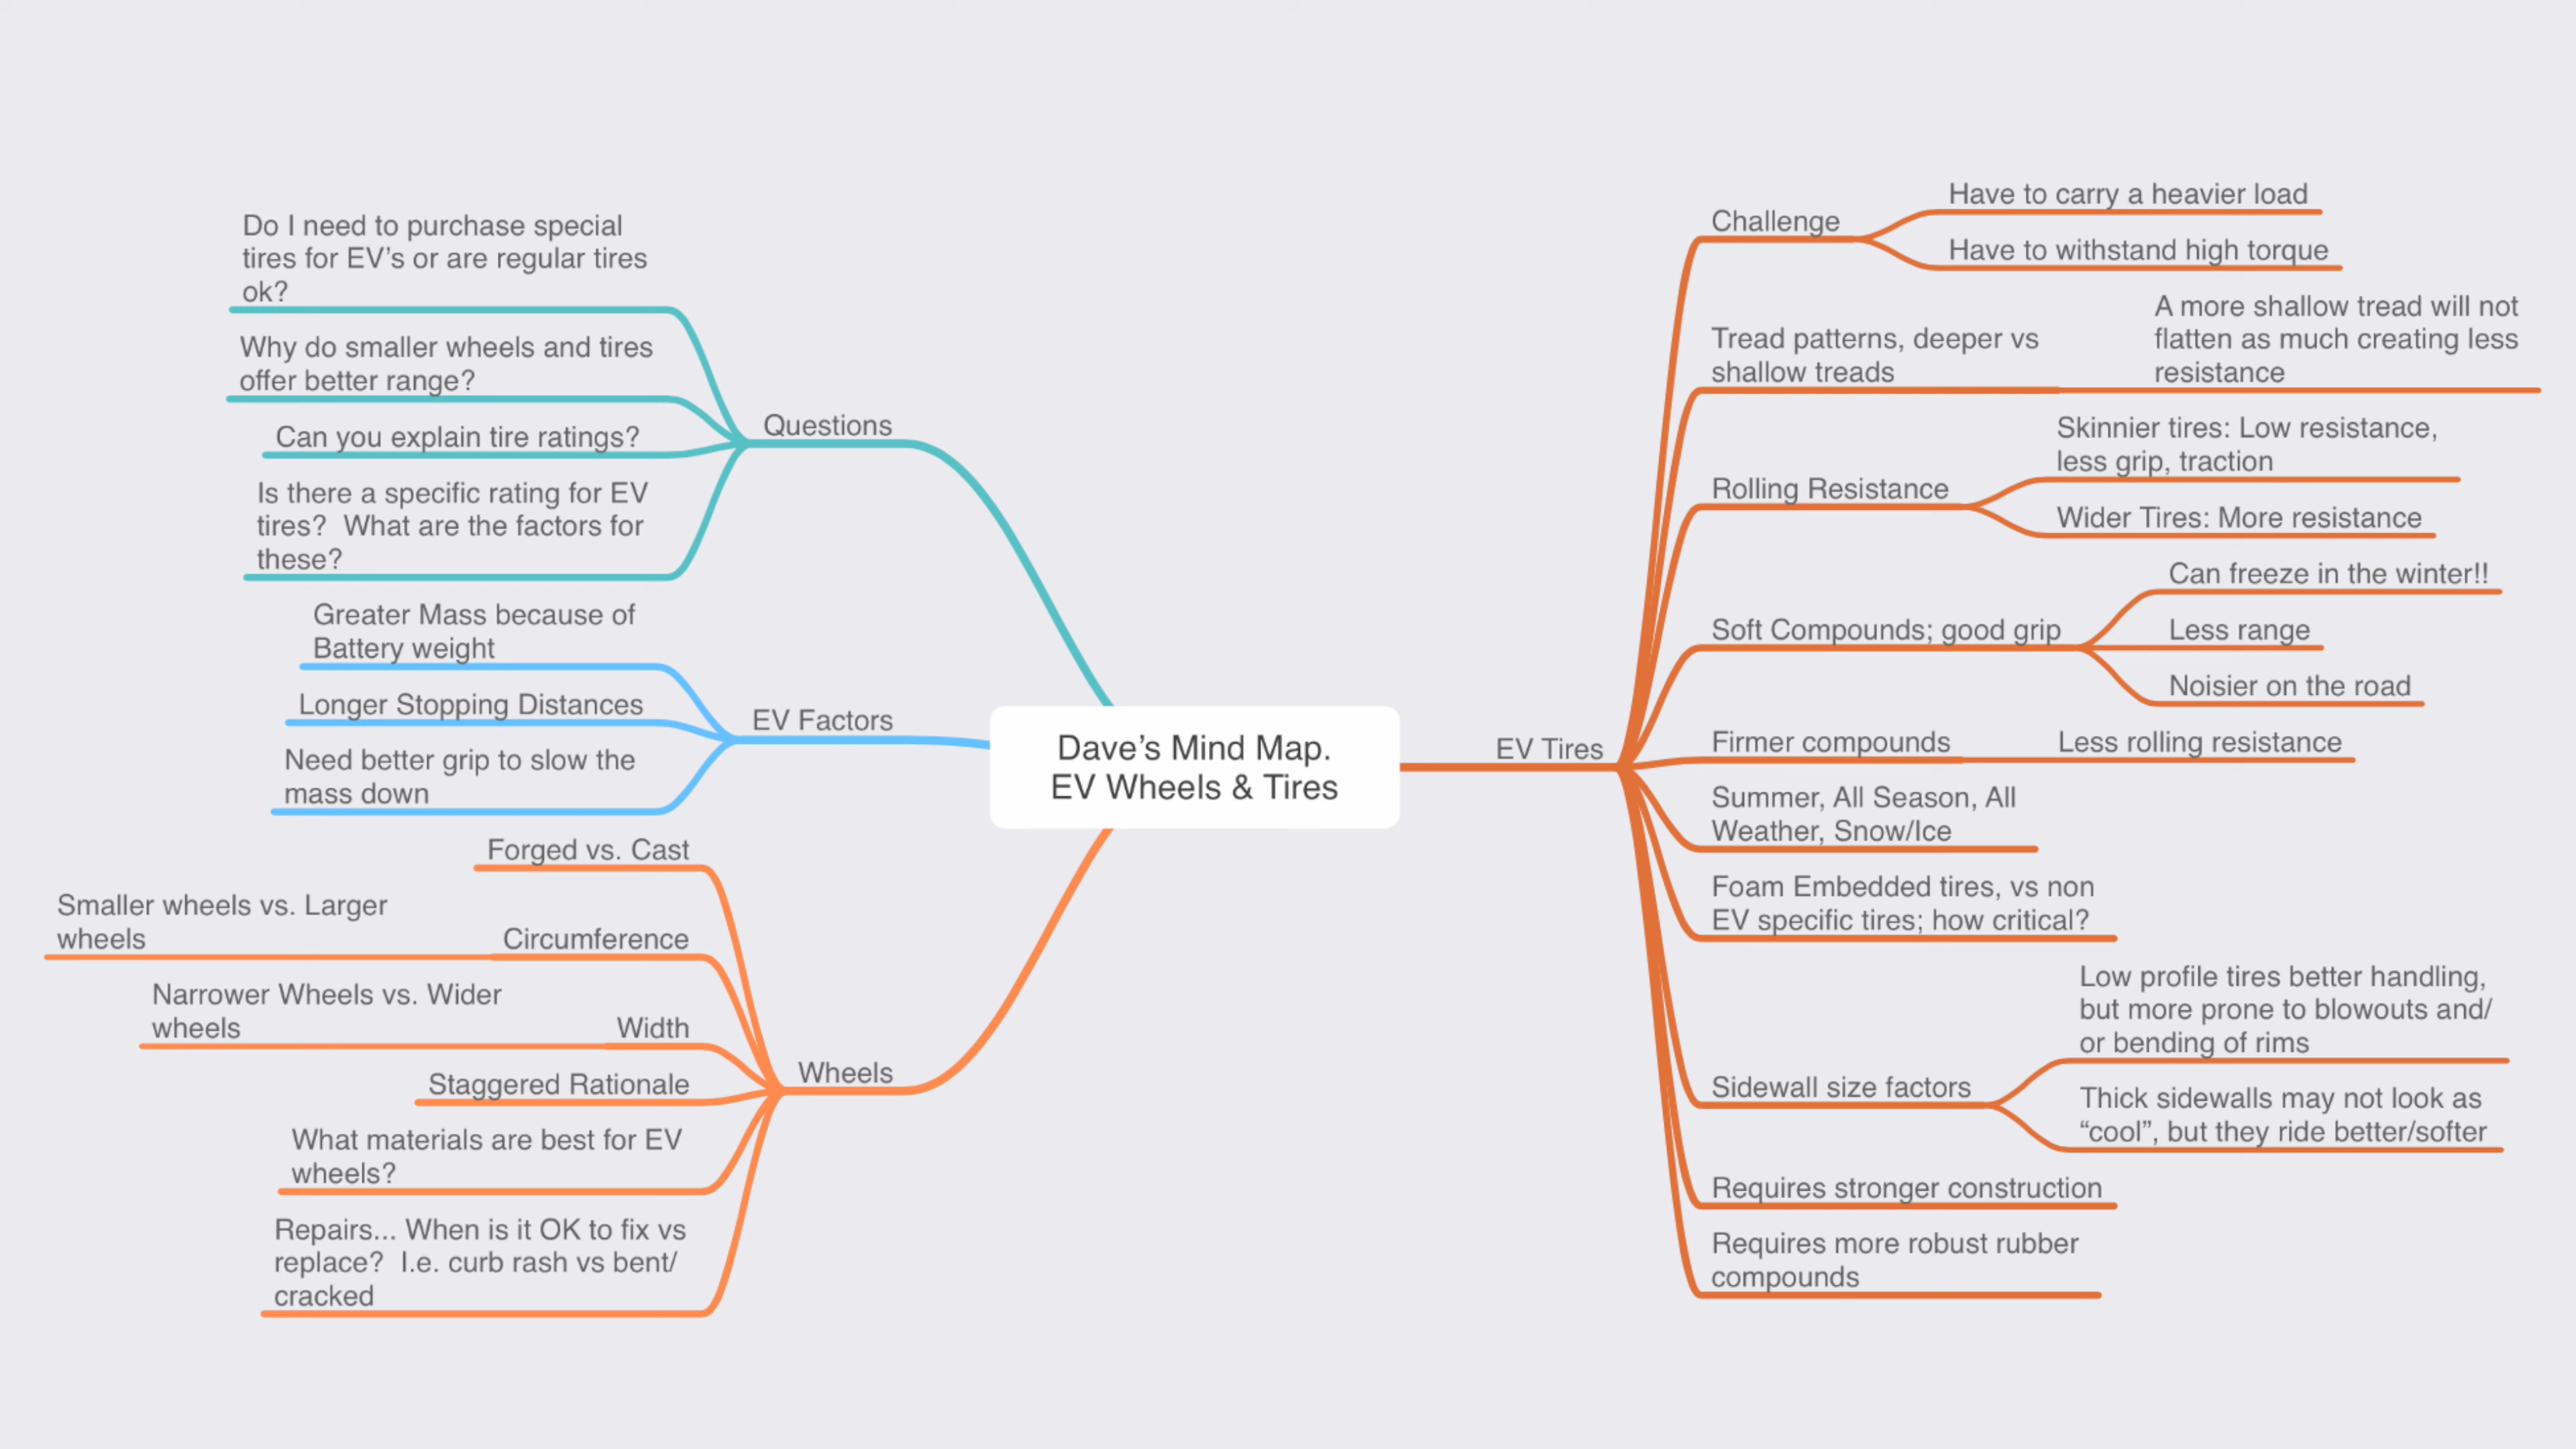 Dave’s Mind Map.
EV Wheels & Tires
Questions
Do I need to purchase special
tires for EV’s or are regular tires
ok?
Why do smaller wheels and tires
offer better range?
Can you explain tire ratings?
Is there a specific rating for EV
tires?  What are the factors for
these?
EV Factors
Greater Mass because of
Battery weight
Longer Stopping Distances
Need better grip to slow the
mass down
Wheels
Forged vs. Cast
Circumference
Smaller wheels vs. Larger
wheels
Width
Narrower Wheels vs. Wider
wheels
Staggered Rationale
What materials are best for EV
wheels?
Repairs... When is it OK to fix vs
replace?  I.e. curb rash vs bent/
cracked
EV Tires
Challenge
Have to carry a heavier load
Have to withstand high torque
Tread patterns, deeper vs
shallow treads
A more shallow tread will not
flatten as much creating less
resistance
Rolling Resistance
Skinnier tires: Low resistance,
less grip, traction
Wider Tires: More resistance
Soft Compounds; good grip
Can freeze in the winter!!
Less range
Noisier on the road
Firmer compounds
Less rolling resistance
Summer, All Season, All
Weather, Snow/Ice
Foam Embedded tires, vs non
EV specific tires; how critical?
Sidewall size factors
Low profile tires better handling,
but more prone to blowouts and/
or bending of rims
Thick sidewalls may not look as
“cool”, but they ride better/softer
Requires stronger construction
Requires more robust rubber
compounds